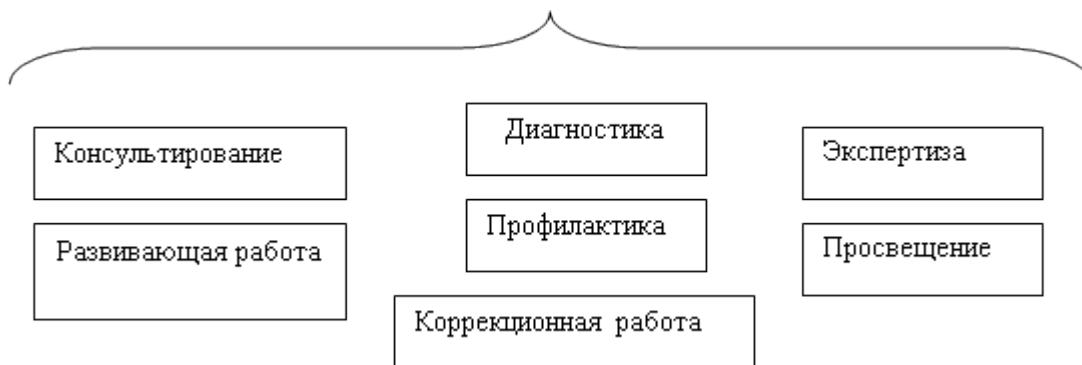 Диагностика
Консультирование
Экспертиза
Профилактика
Развивающая работа
Просвещение
Коррекционная работа